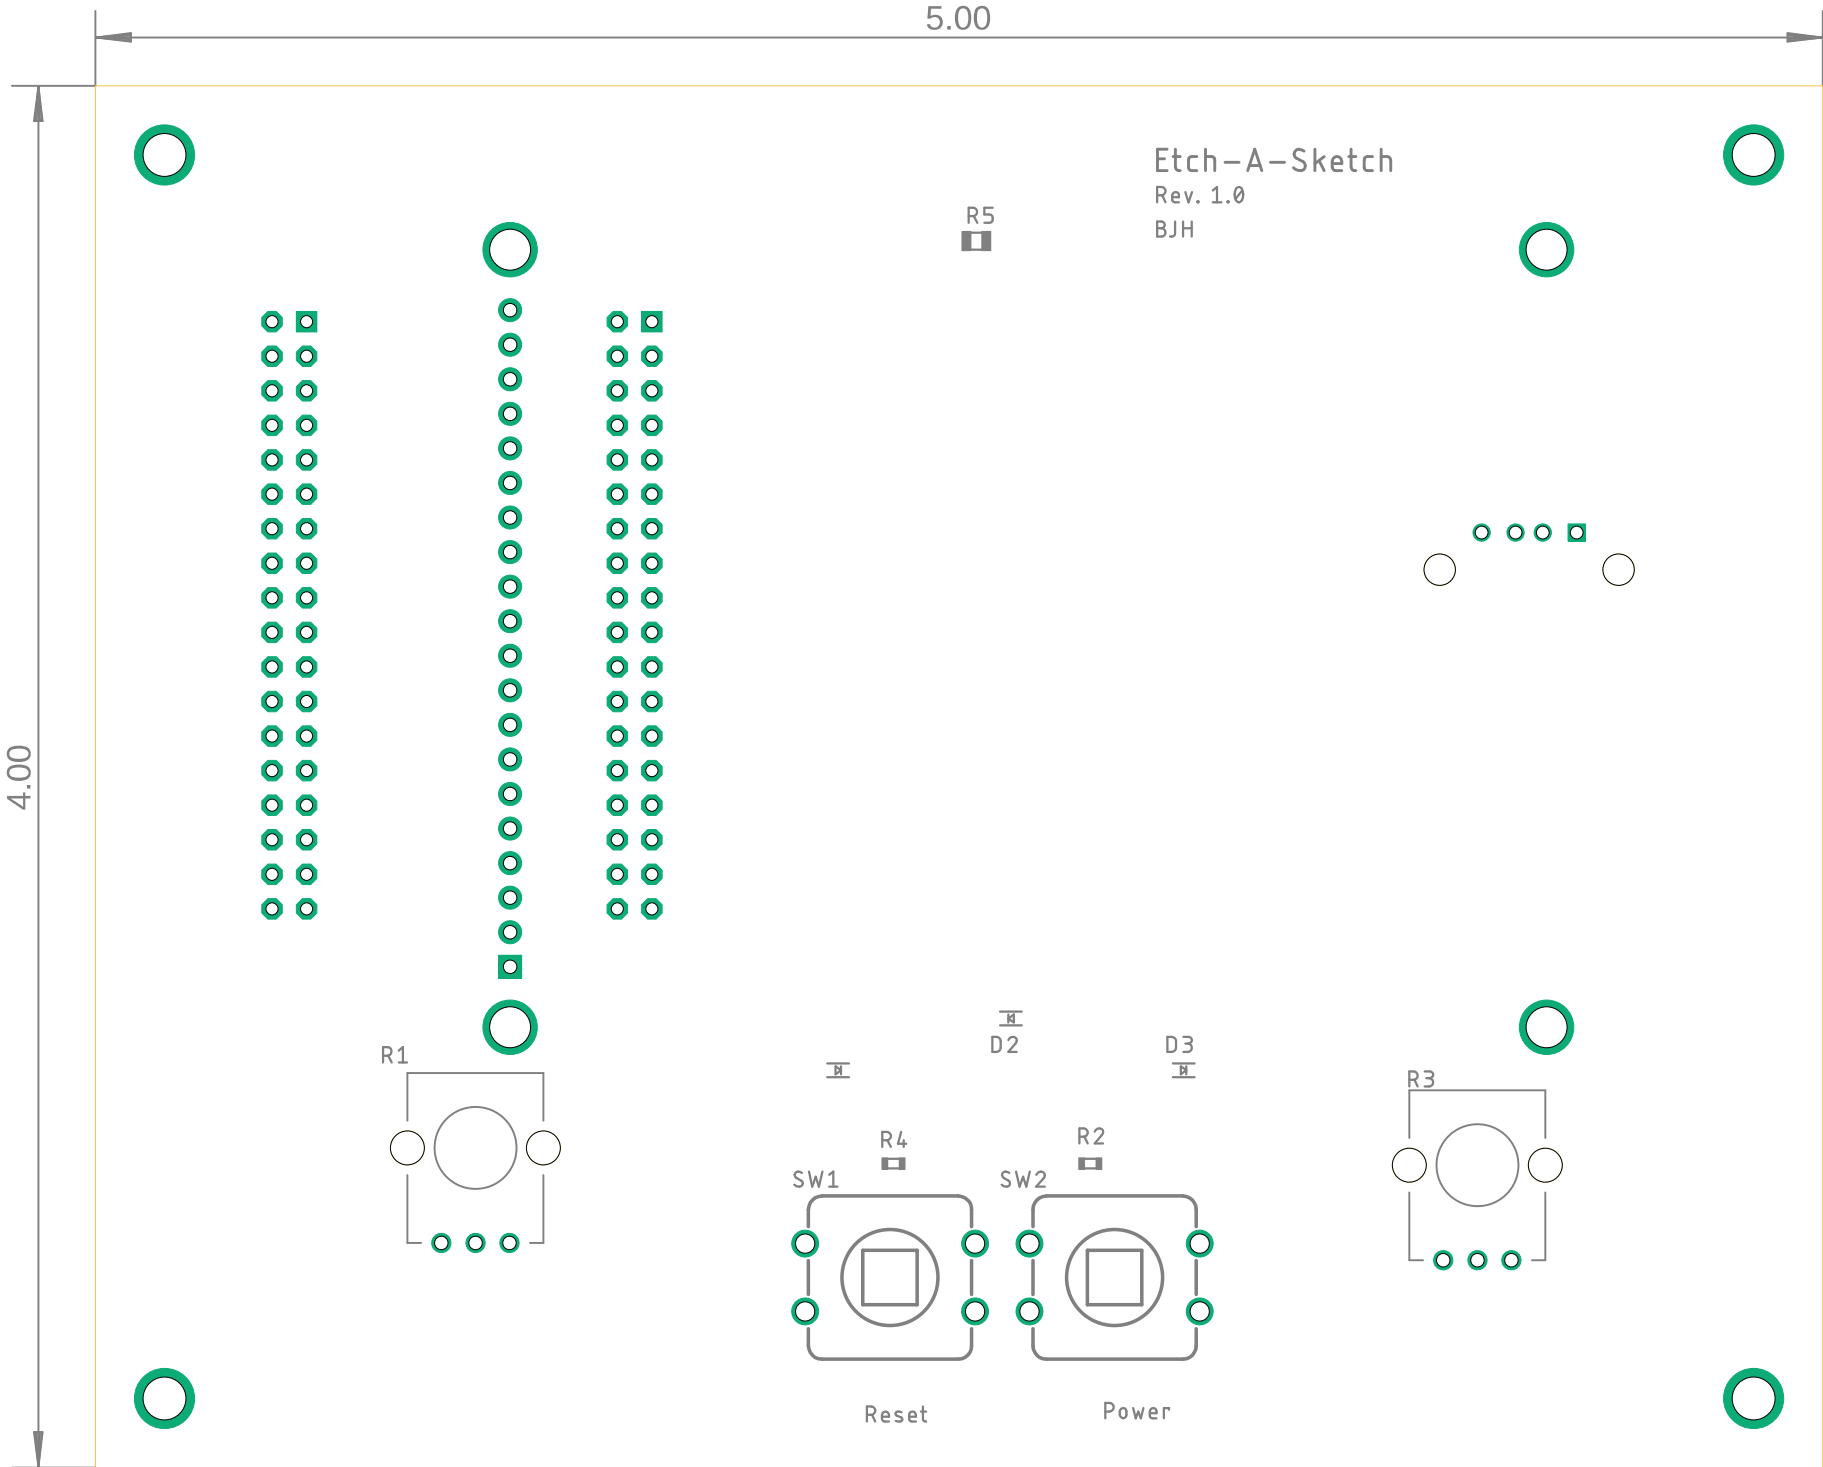 5.00
Etch-A-Sketch
Rev. 1.0
BJH
R5
4.00
D2
D3
R1
R3
R4
R2
SW1
SW2
Reset
Power